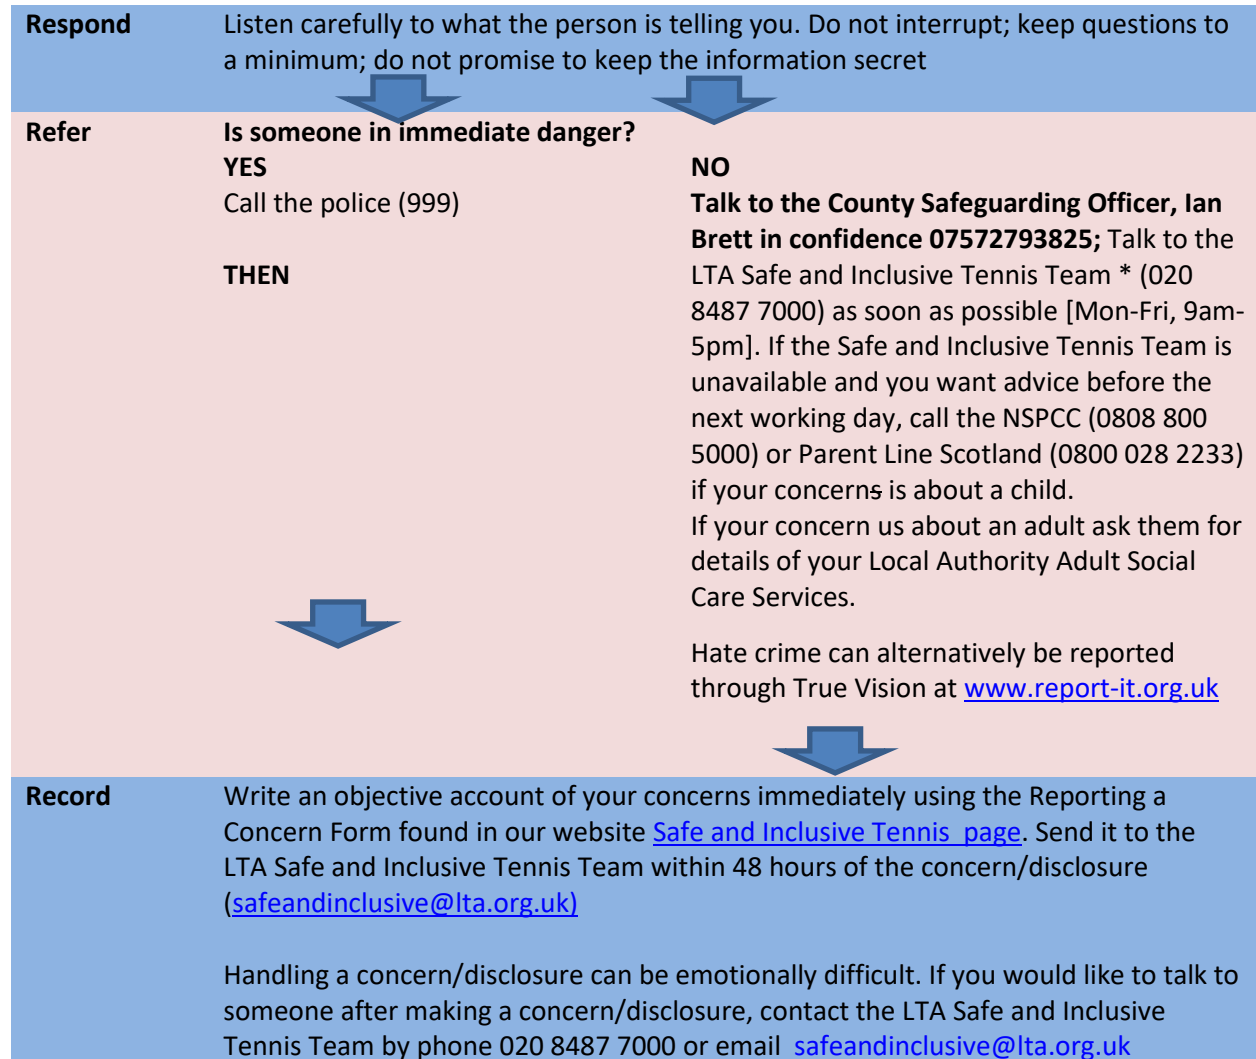 Respond
Listen carefully to what the person is telling you. Do not interrupt; keep questions to
a minimum; do not promise to keep the information secret
Refer
Is someone in immediate danger?
YES
Call the police (999)
THEN
NO
Talk to the County Safeguarding Officer, Ian
Brett in confidence 07572793825; Talk to the
LTA Safe and Inclusive Tennis Team * (020
8487 7000) as soon as possible [Mon-Fri, 9am-
5pm]. If the Safe and Inclusive Tennis Team is
unavailable and you want advice before the
next working day, call the NSPCC (0808 800
5000) or Parent Line Scotland (0800 028 2233)
if your concerns is about a child.
If your concern us about an adult ask them for
details of your Local Authority Adult Social
Care Services.
Hate crime can alternatively be reported
through True Vision at www.report-it.org.uk
Record
Write an objective account of your concerns immediately using the Reporting a
Concern Form found in our website Safe and Inclusive Tennis  page. Send it to the
LTA Safe and Inclusive Tennis Team within 48 hours of the concern/disclosure
(safeandinclusive@lta.org.uk)
Handling a concern/disclosure can be emotionally difficult. If you would like to talk to
someone after making a concern/disclosure, contact the LTA Safe and Inclusive
Tennis Team by phone 020 8487 7000 or email  safeandinclusive@lta.org.uk